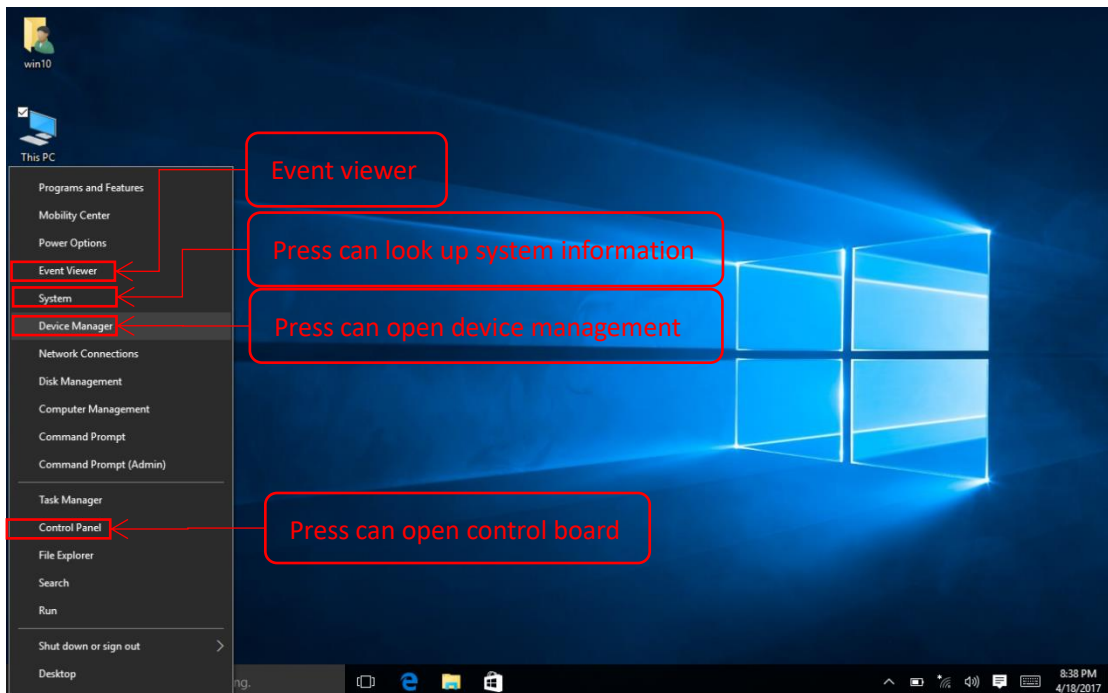 win10
This PC
Event viewer
Programs and Features
Mobility Center
Power Options
Press can look up system information
Event Viewer
System
Device Manager
Press can open device management
Network Connections
Disk Management
Computer Management
Command Prompt
Command Prompt (Admin)
Task Manager
Control Panel
Press can open control board
File Explorer
Search
Run
Shut down or sign out
Desktop
ng.
8:38 PM
4/18/2017